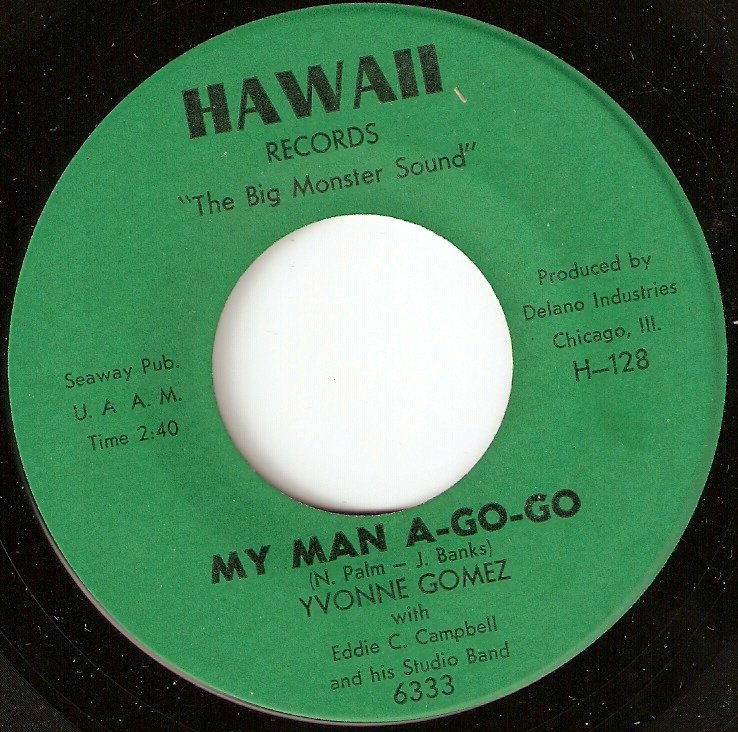 HAWAII
RECORDS
"The Big Monster Sound"
Produced by
Delano Industries
Chicago, Ill.
H-128
Seaway Pub.
U. A A. M.
Time 2:40
MY MAN A-GO-GO
(N. Palm - J. Banks)
YVONNE GOMEZ
with
Eddie C. Campbell
and his Studio Band
6333